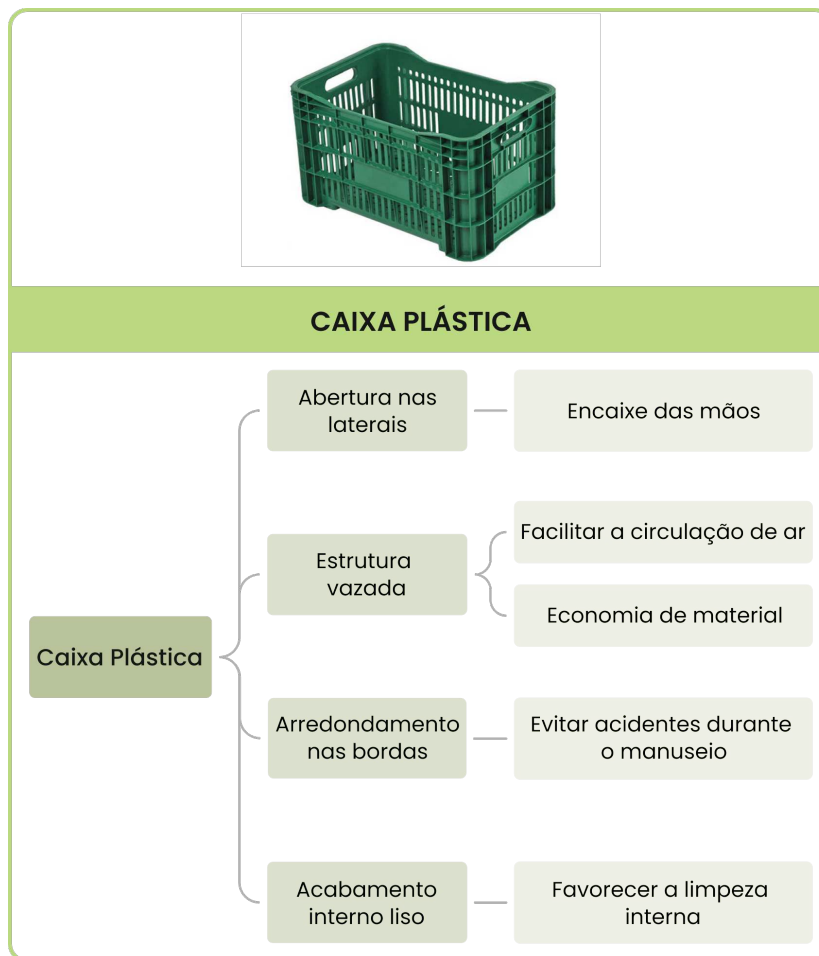 CAIXA PLÁSTICA
Abertura nas
laterais
Encaixe das mãos
Estrutura
vazada
Facilitar a circulação de ar
Economia de material
Caixa Plástica
Arredondamento
nas bordas
Evitar acidentes durante
o manuseio
Acabamento
interno liso
Favorecer a limpeza
interna